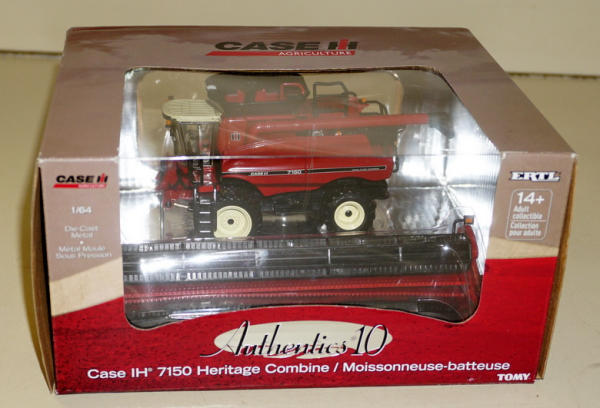 CASE IH
AGRICULTURE
CASE IH
AGRICULTURE
1/64
Die-Cast
Metal
•
Métal Moulé
Sous Pression
CASE IH 7150
ERTL
14+
Adult
collectible
Collection
pour adulte
Authentics 10
Case IH® 7150 Heritage Combine / Moissonneuse-batteuse
TOMY